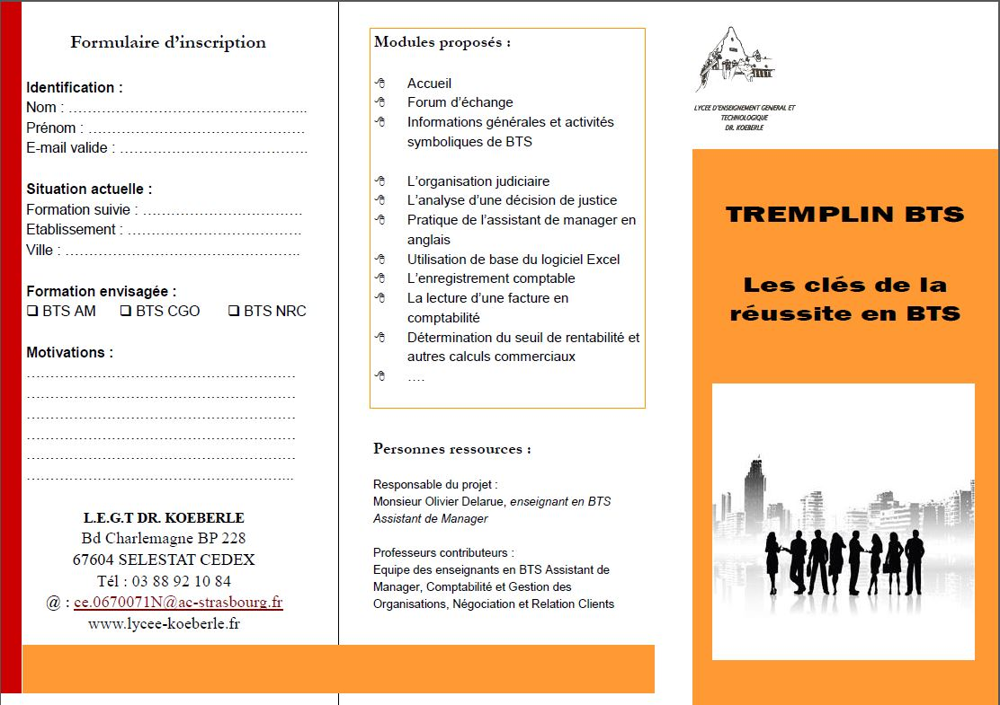 Formulaire d'inscription
Identification :
Nom : …………………………………………...
Prénom : ……………………………………….
E-mail valide : ………………………………….
Situation actuelle :
Formation suivie : …………………………….
Etablissement : ……………………………….
Ville : …………………………………………..
Formation envisagée :
❑ BTS AM ❑ BTS CGO ❑ BTS NRC
Motivations :
…………………………………………………
…………………………………………………
…………………………………………………
…………………………………………………
…………………………………………………
………………………………………………...
L.E.G.T DR. KOEBERLE
Bd Charlemagne BP 228
67604 SELESTAT CEDEX
Tél : 03 88 92 10 84
@ : ce.0670071N@ac-strasbourg.fr
www.lycee-koeberle.fr
Modules proposés :
Accueil
Forum d'échange
Informations générales et activités
symboliques de BTS
L'organisation judiciaire
L'analyse d'une décision de justice
Pratique de l'assistant de manager en
anglais
Utilisation de base du logiciel Excel
L'enregistrement comptable
La lecture d'une facture en
comptabilité
Détermination du seuil de rentabilité et
autres calculs commerciaux
….
Personnes ressources :
Responsable du projet :
Monsieur Olivier Delarue, enseignant en BTS
Assistant de Manager
Professeurs contributeurs :
Equipe des enseignants en BTS Assistant de
Manager, Comptabilité et Gestion des
Organisations, Négociation et Relation Clients
LYCEE D'ENSEIGNEMENT GENERAL ET
TECHNOLOGIQUE
DR. KOEBERLE
TREMPLIN BTS
Les clés de la
réussite en BTS